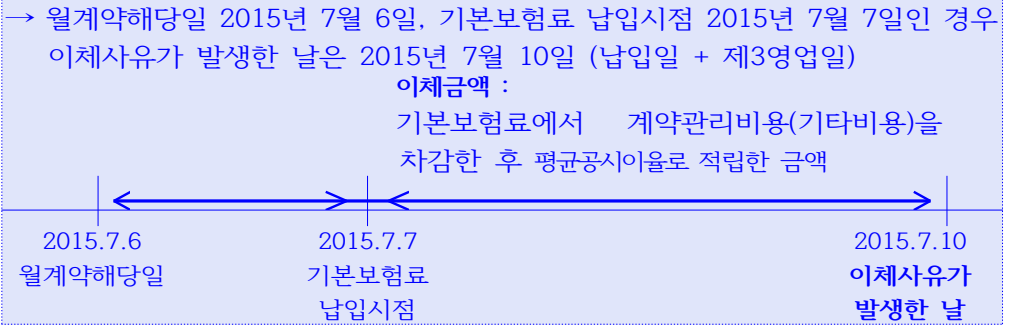 → 월계약해당일 2015년 7월 6일, 기본보험료 납입시점 2015년 7월 7일인 경우
이체사유가 발생한 날은 2015년 7월 10일 (납입일 + 제3영업일)
이체금액 :
기본보험료에서 계약관리비용(기타비용)을
차감한 후 평균공시이율로 적립한 금액
2015.7.6 2015.7.7 2015.7.10
월계약해당일 기본보험료 이체사유가
납입시점 발생한 날